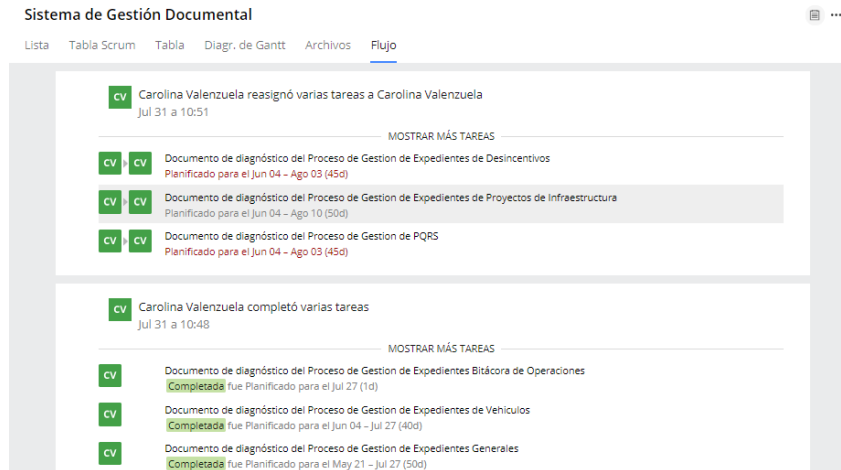 Sistema de Gestión Documental
Lista Tabla Scrum Tabla Diagr. de Gantt Archivos Flujo
CV Carolina Valenzuela reasignó varias tareas a Carolina Valenzuela
Jul 31 a 10:51
MOSTRAR MÁS TAREAS
CV CV Documento de diagnóstico del Proceso de Gestion de Expedientes de Desincentivos
Planificado para el Jun 04 – Ago 03 (45d)
CV CV Documento de diagnóstico del Proceso de Gestion de Expedientes de Proyectos de Infraestructura
Planificado para el Jun 04 – Ago 10 (50d)
CV CV Documento de diagnóstico del Proceso de Gestion de PQRS
Planificado para el Jun 04 – Ago 03 (45d)
CV Carolina Valenzuela completó varias tareas
Jul 31 a 10:48
MOSTRAR MÁS TAREAS
CV Documento de diagnóstico del Proceso de Gestion de Expedientes Bitácora de Operaciones
Completada fue Planificado para el Jul 27 (1d)
CV Documento de diagnóstico del Proceso de Gestion de Expedientes de Vehiculos
Completada fue Planificado para el Jun 04 – Jul 27 (40d)
CV Documento de diagnóstico del Proceso de Gestion de Expedientes Generales
Completada fue Planificado para el May 21 – Jul 27 (50d)